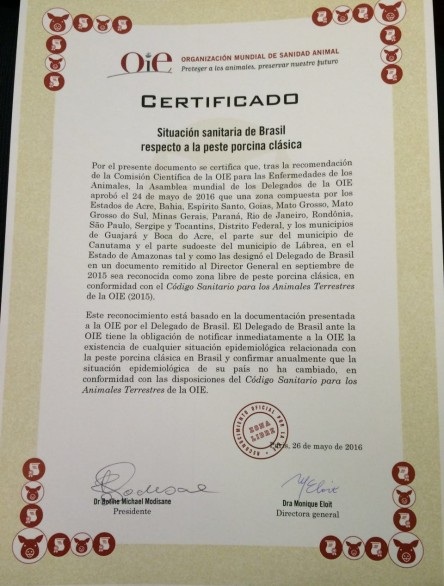 Oie
ORGANIZACIÓN MUNDIAL DE SANIDAD ANIMAL
Proteger a los animales, preservar nuestro futuro
CERTIFICADO
Situación sanitaria de Brasil
respecto a la peste porcina clásica
Por el presente documento se certifica que, tras la recomendación
de la Comisión Científica de la OIE para las Enfermedades de los
Animales, la Asamblea mundial de los Delegados de la OIE
aprobó el 24 de mayo de 2016 que una zona compuesta por los
Estados de Acre, Bahia, Espírito Santo, Goias, Mato Grosso, Mato
Grosso do Sul, Minas Gerais, Paraná, Rio de Janeiro, Rondônia,
São Paulo, Sergipe y Tocantins, Distrito Federal, y los municipios
de Guajará y Boca do Acre, el parte sur del municipio de
Canutama y el parte sudoeste del municipio de Lábrea, en el
Estado de Amazonas tal y como las designó el Delegado de Brasil
en un documento remitido al Director General en septiembre de
2015 sea reconocida como zona libre de peste porcina clásica, en
conformidad con el Código Sanitario para los Animales Terrestres
de la OIE (2015).
Este reconocimiento está basado en la documentación presentada
a la OIE por el Delegado de Brasil. El Delegado de Brasil ante la
OIE tiene la obligación de notificar inmediatamente a la OIE la
existencia de cualquier situación epidemiológica relacionada con
la peste porcina clásica en Brasil y confirmar anualmente que la
situación epidemiológica de su país no ha cambiado, en
conformidad con las disposiciones del Código Sanitario para los
Animales Terrestres de la OIE.
RECONOCIMIENTO OFICIAL POR LA
ZONA LIBRE
París, 26 de mayo de 2016
Dr Botlhe Michael Modisane
Presidente
Dra Monique Eloit
Directora general